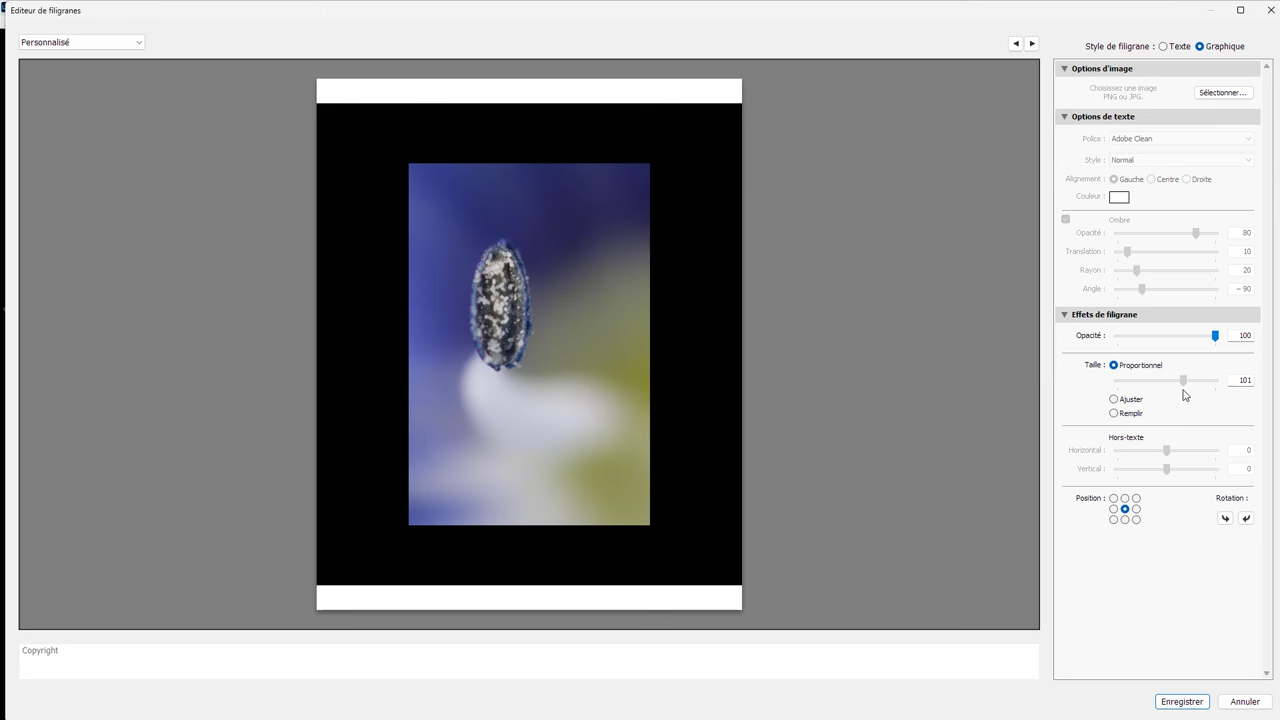 Editeur de filigranes
Personnalisé
Style de filigrane : Texte Graphique
Options d'image
Choisissez une image
PNG ou JPG.
Sélectionner...
Options de texte
Police : Adobe Clean
Style : Normal
Alignement : Gauche Centre Droite
Couleur :
Ombre
Opacité : 80
Translation : 10
Rayon : 20
Angle : – 90
Effets de filigrane
Opacité : 100
Taille : Proportionnel
101
Ajuster
Remplir
Hors-texte
Horizontal : 0
Vertical : 0
Position : Rotation :
Copyright
Enregistrer Annuler